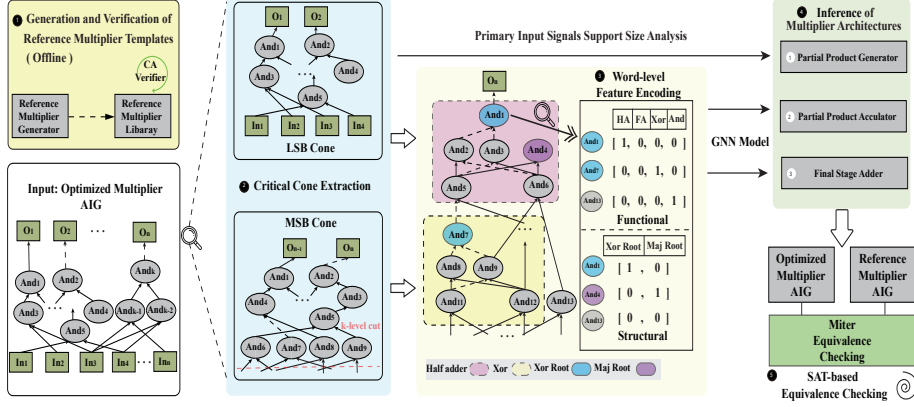 1 Generation and Verification of
Reference Multiplier Templates
( Offline )
CA
Verifier
Reference
Multiplier
Generator
Reference
Multiplier
Libaray
Input: Optimized Multiplier
AIG
O1
O2
...
On
And1
And2
Andk
And3
And4
Andk-1
Andk-2
And5
In1
In2
In3
In4
...
Inn
O1
O2
And1
And2
And3
...
And4
And5
In1
In2
In3
In4
LSB Cone
2 Critical Cone Extraction
MSB Cone
On-1
On
And1
And2
And4
...
And3
And5
k-level cut
And6
And7
And8
And9
Primary Input Signals Support Size Analysis
3 Word-level
Feature Encoding
On
And1
And2
And3
And4
And5
And6
And7
...
And8
And9
And11
And12
And13
HA FA Xor And
And1 [ 1, 0, 0, 0 ]
And7 [ 0, 0, 1, 0 ]
And13 [ 0, 0, 0, 1 ]
Functional
Xor Root Maj Root
And1 [ 1 , 0 ]
And4 [ 0 , 1 ]
And13 [ 0 , 0 ]
Structural
Half adder Xor Xor Root Maj Root
GNN Model
4 Inference of
Multiplier Architectures
1 Partial Product Generator
2 Partial Product Acculator
3 Final Stage Adder
Optimized
Multiplier
AIG
Reference
Multiplier
AIG
Miter
Equivalence
Checking
5 SAT-based
Equivalence Checking